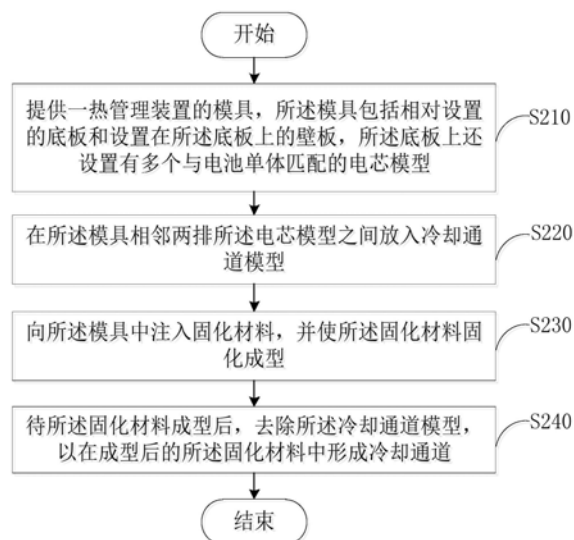 开始
提供一热管理装置的模具，所述模具包括相对设置
的底板和设置在所述底板上的壁板，所述底板上还
设置有多个与电池单体匹配的电芯模型
S210
在所述模具相邻两排所述电芯模型之间放入冷却通
道模型
S220
向所述模具中注入固化材料，并使所述固化材料固
化成型
S230
待所述固化材料成型后，去除所述冷却通道模型，
以在成型后的所述固化材料中形成冷却通道
S240
结束